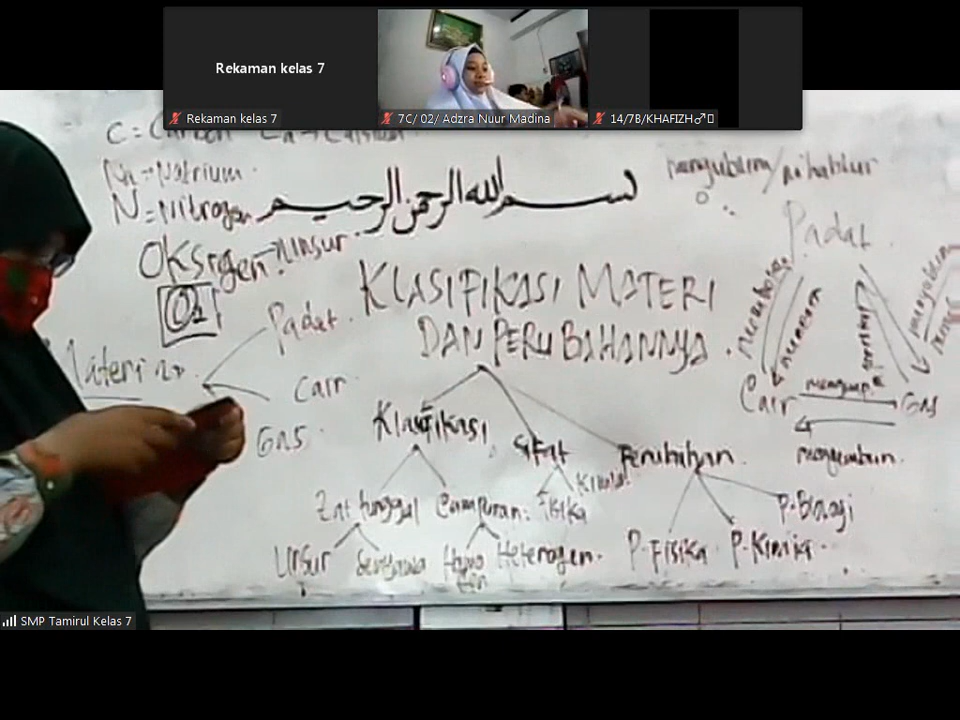 Rekaman kelas 7
Rekaman kelas 7
7C/ 02/ Adzra Nuur Madina
14/7B/KHAFIZH♂
C = Carbon
Na = Natrium
N = Nitrogen
بسم الله الرحمن الرحيم
OKSIgen = Unsur
O2
KLASIFIKASI MATERI
DAN PERUBAHANNYA
Materi
Padat
Cair
Gas
Klasifikasi
Sifat
Perubahan
Zat tunggal
Campuran
Fisika
Kimia
Unsur
Senyawa
Homogen
Heterogen
P. Fisika
P. Kimia
P. Biologi
Padat
membeku
Cair
menguap
Gas
mengembun
SMP Tamirul Kelas 7